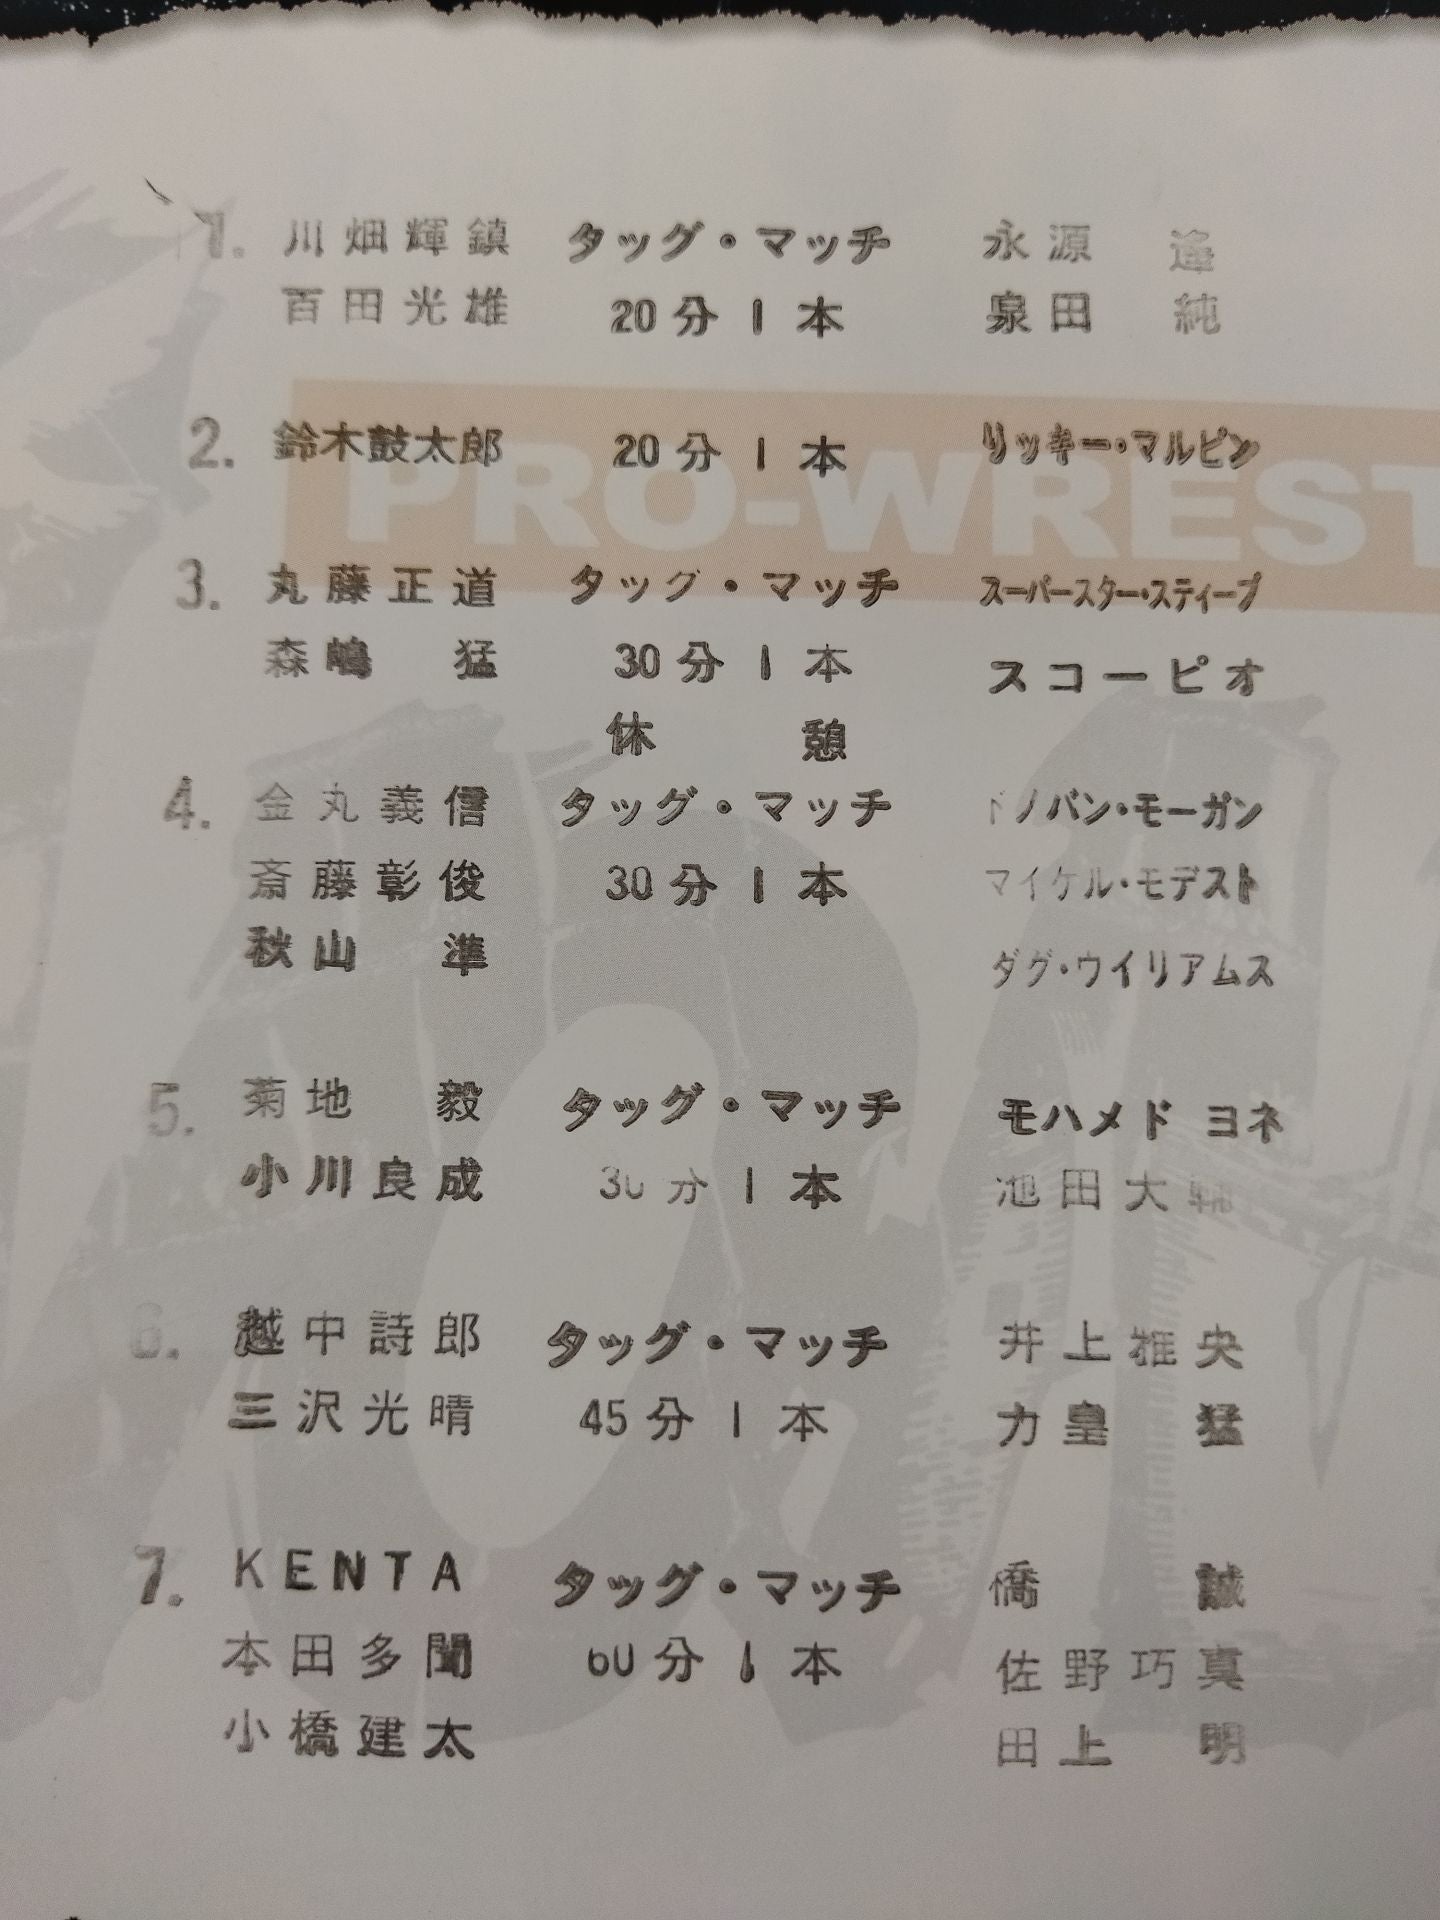 1. 川畑輝鎮 タッグ・マッチ 永源 遙
百田光雄 20分1本 泉田 純
2. 鈴木鼓太郎 20分1本 リッキー・マルビン
PRO-WREST
3. 丸藤正道 タッグ・マッチ スーパースター・スティーブ
森嶋 猛 30分1本 スコーピオ
休 憩
4. 金丸義信 タッグ・マッチ ドノバン・モーガン
斎藤彰俊 30分1本 マイケル・モデスト
秋山 準 ダグ・ウイリアムス
5. 菊地 毅 タッグ・マッチ モハメド ヨネ
小川良成 30分1本 池田大輔
6. 越中詩郎 タッグ・マッチ 井上雅央
三沢光晴 45分1本 力皇 猛
7. KENTA タッグ・マッチ 橋 誠
本田多聞 60分1本 佐野巧真
小橋建太 田上 明